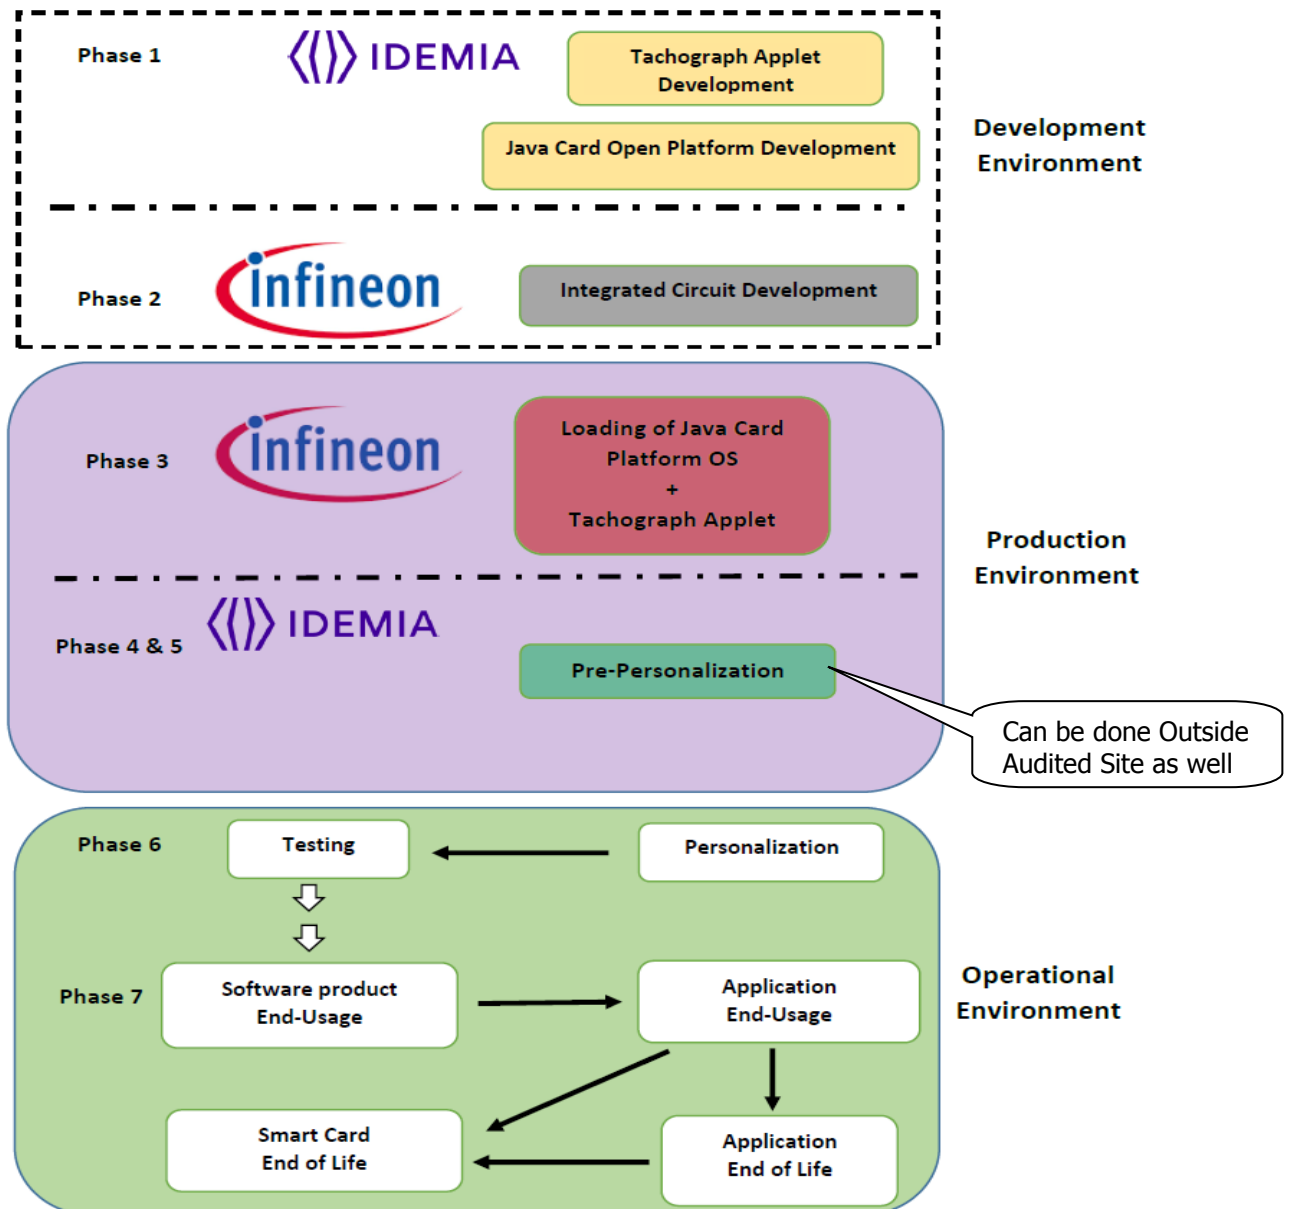 Phase 1
IDEMIA
Tachograph Applet
Development
Java Card Open Platform Development
Development
Environment
Phase 2
infineon
Integrated Circuit Development
Phase 3
infineon
Loading of Java Card
Platform OS
+
Tachograph Applet
Production
Environment
Phase 4 & 5
IDEMIA
Pre-Personalization
Can be done Outside
Audited Site as well
Phase 6
Testing
Personalization
Phase 7
Software product
End-Usage
Application
End-Usage
Operational
Environment
Smart Card
End of Life
Application
End of Life